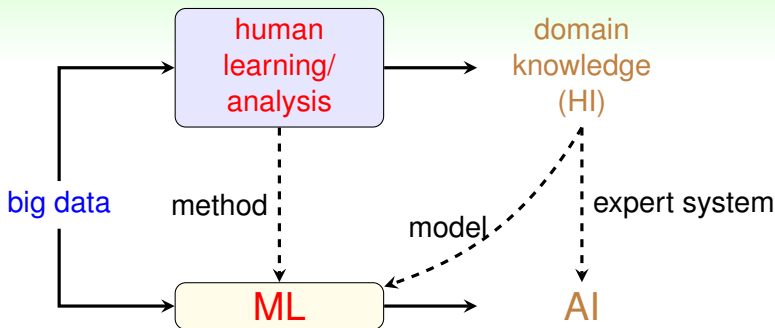 human
learning/
analysis
domain
knowledge
(HI)
big data
method
model
expert system
ML
AI